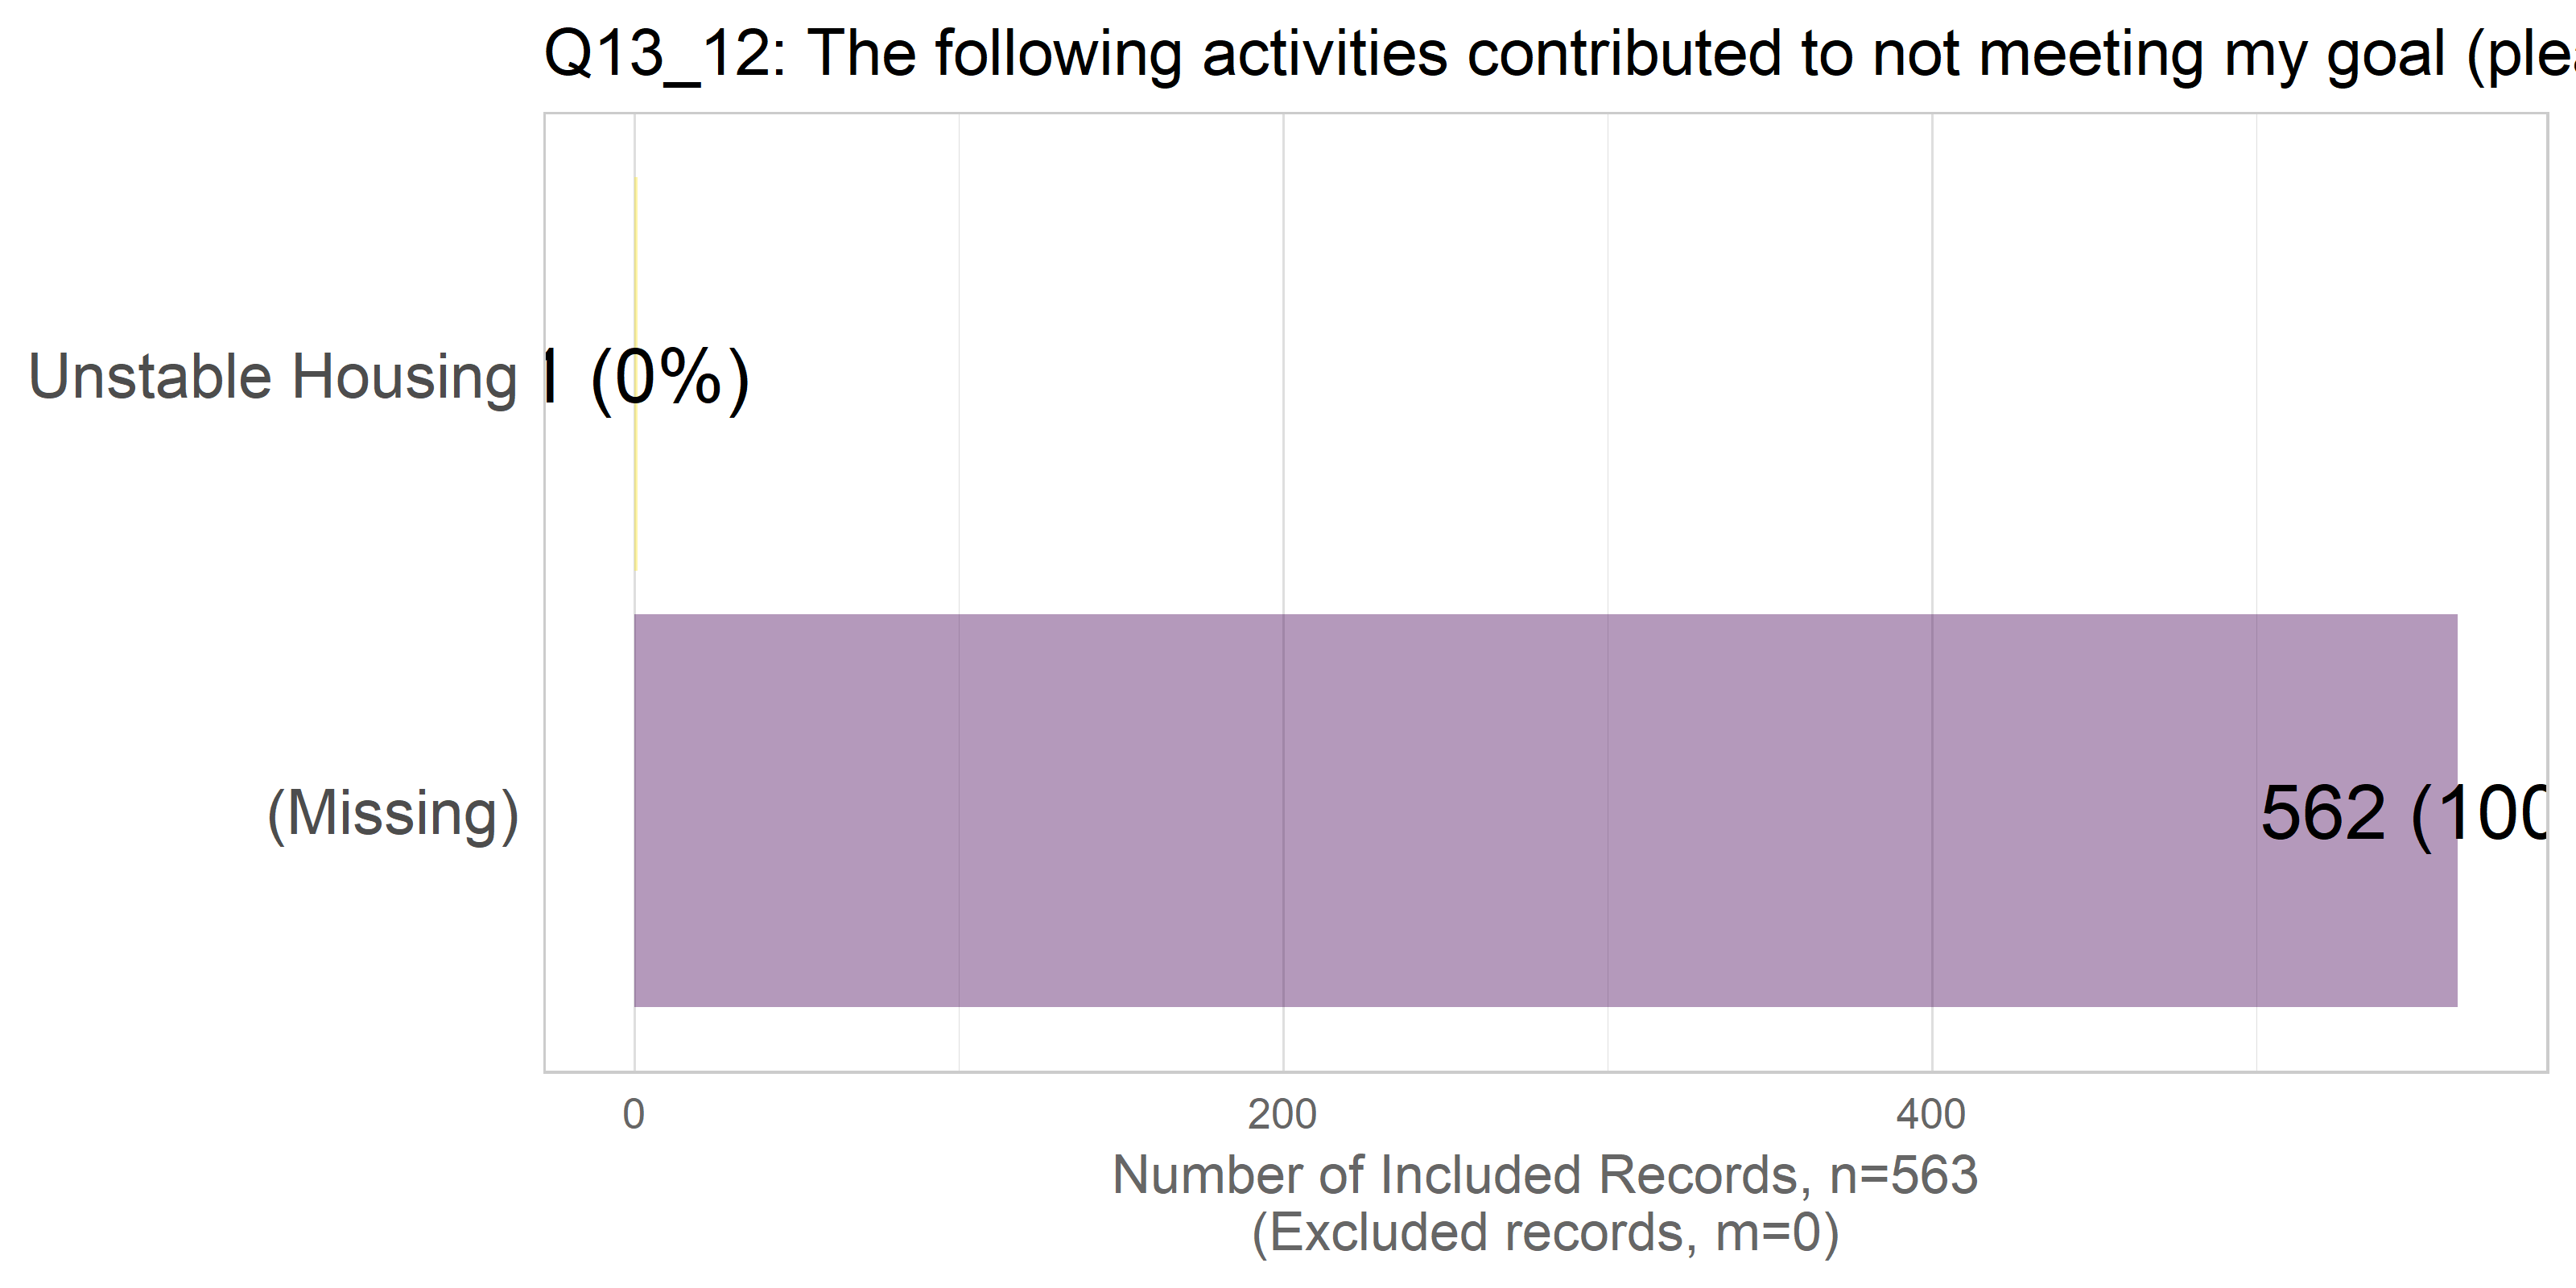 Q13_12: The following activities contributed to not meeting my goal (plea
Unstable Housing
1 (0%)
(Missing)
562 (100
0
200
400
Number of Included Records, n=563
(Excluded records, m=0)